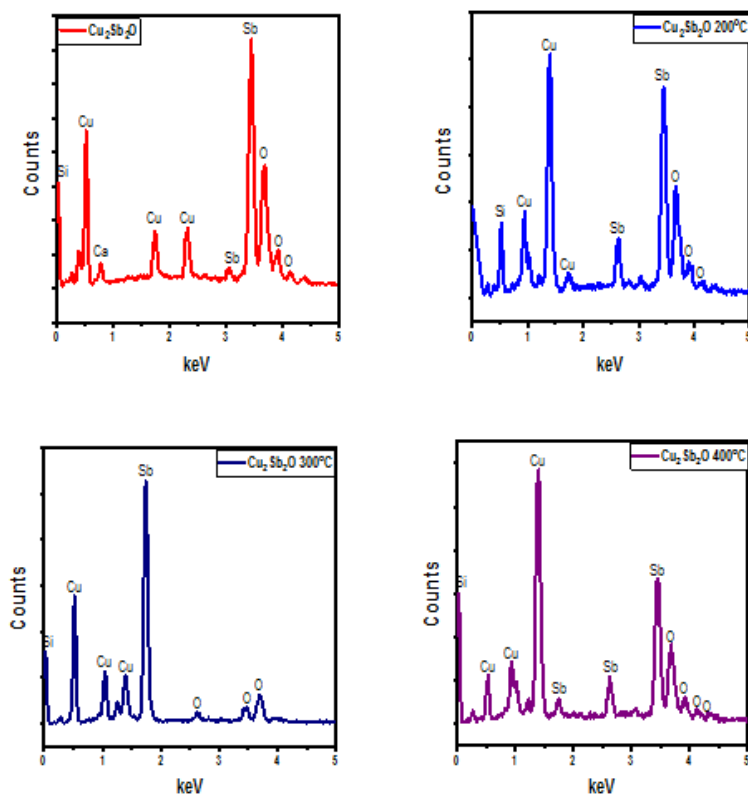 Cu₂Sb₂O
Sb
Cu
O
Si
Cu
Cu
Ca
Sb
O
O
Counts
0 1 2 3 4 5
keV
Cu₂Sb₂O 200°C
Cu
Sb
O
Si
Cu
Sb
Cu
O
O
Counts
0 1 2 3 4 5
keV
Cu₂Sb₂O 300°C
Sb
Cu
Si
Cu
Cu
O
O
O
Counts
0 1 2 3 4 5
keV
Cu₂Sb₂O 400°C
Cu
Sb
Si
O
Cu
Cu
Sb
Sb
O
O
O
Counts
0 1 2 3 4 5
keV